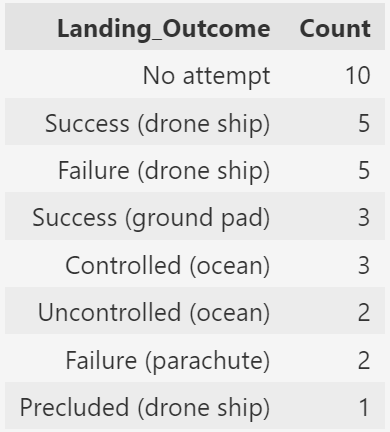 Landing_Outcome Count
No attempt 10
Success (drone ship) 5
Failure (drone ship) 5
Success (ground pad) 3
Controlled (ocean) 3
Uncontrolled (ocean) 2
Failure (parachute) 2
Precluded (drone ship) 1